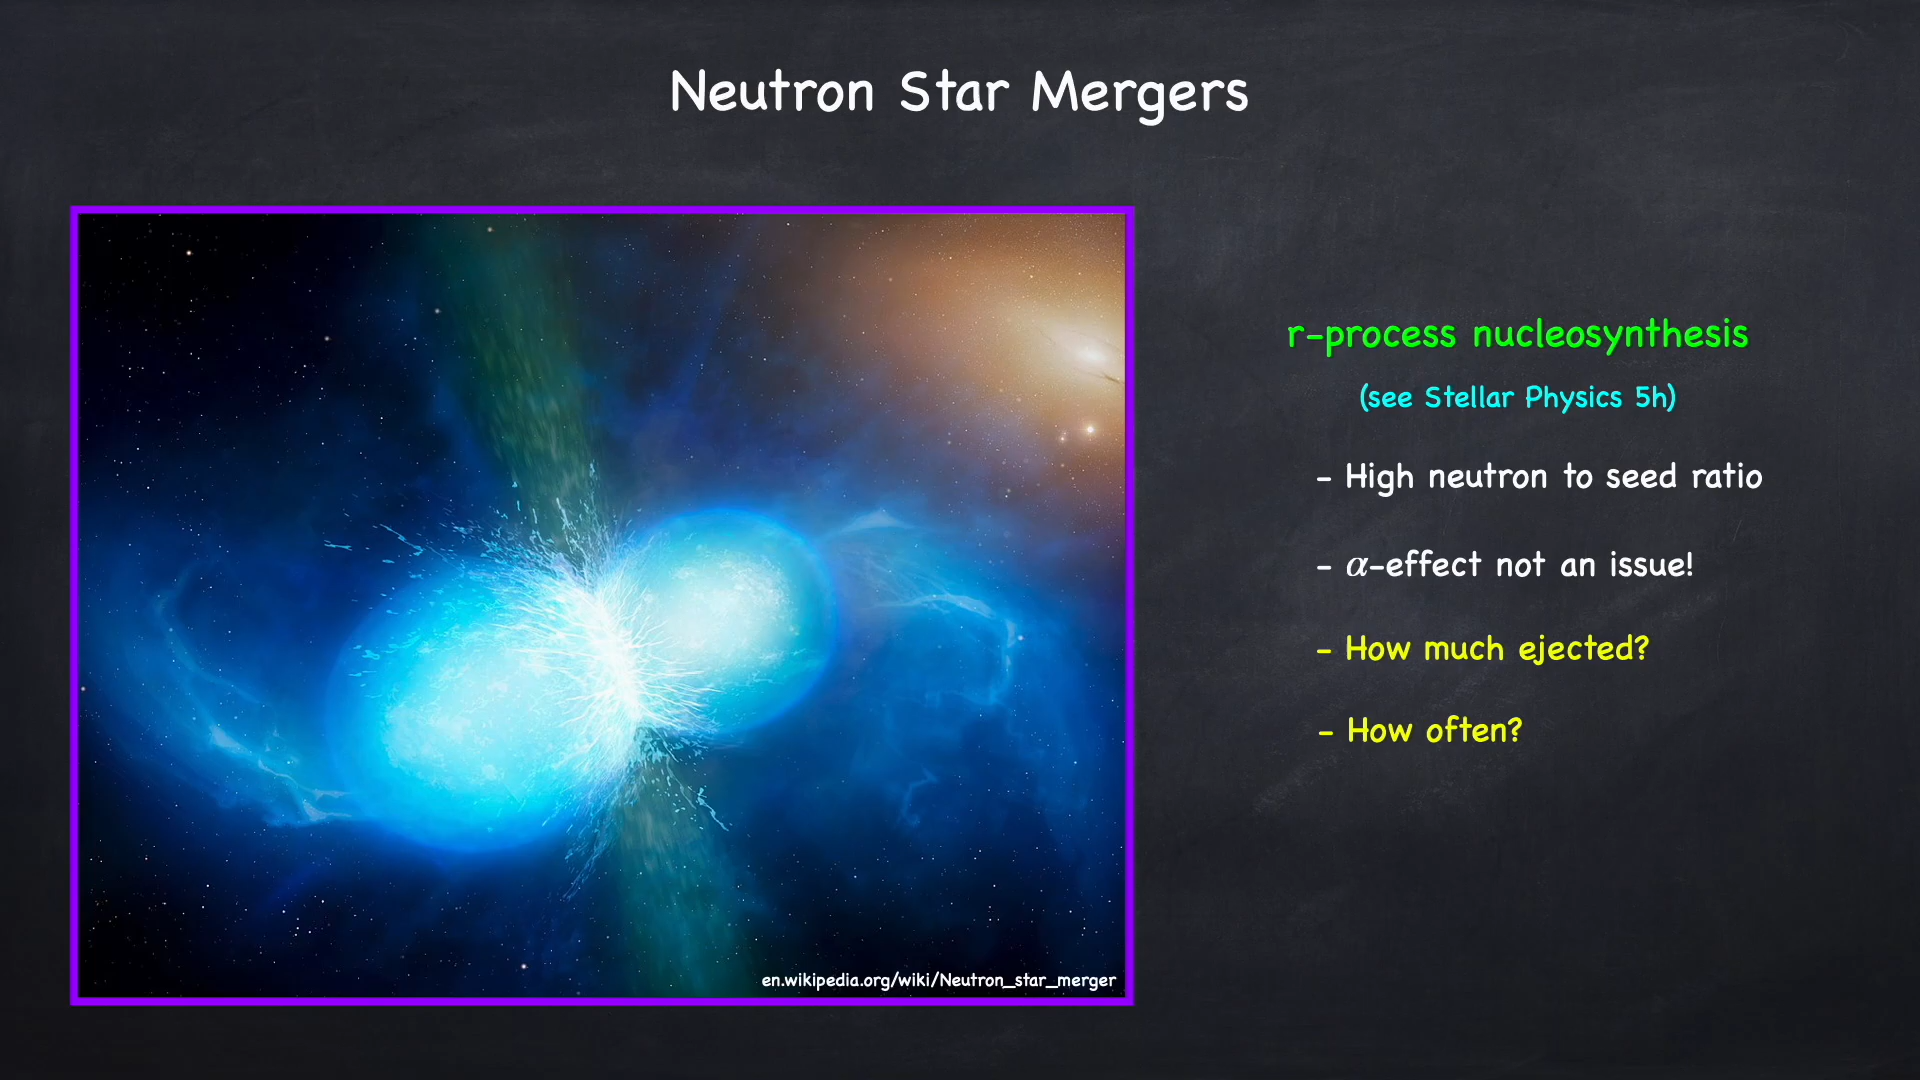 Neutron Star Mergers
r-process nucleosynthesis
(see Stellar Physics 5h)
- High neutron to seed ratio
- α-effect not an issue!
- How much ejected?
- How often?
en.wikipedia.org/wiki/Neutron_star_merger